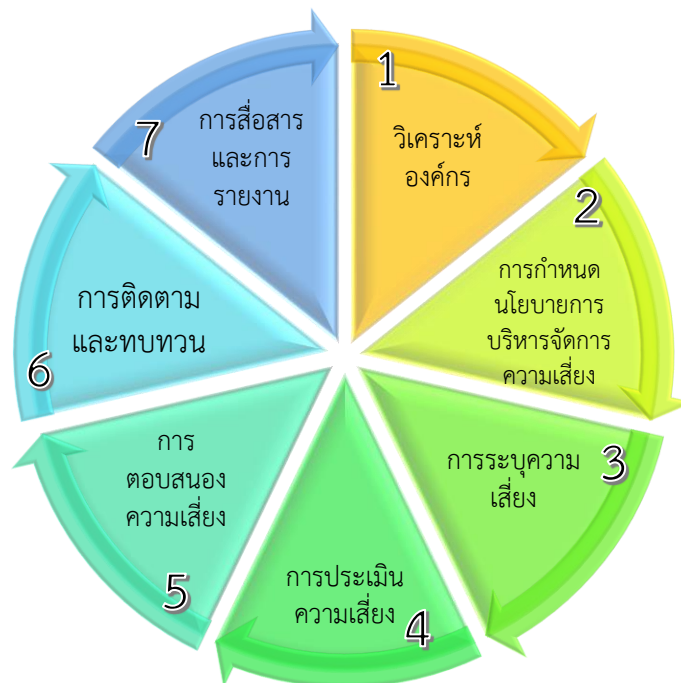 1
วิเคราะห์
องค์กร
2
การกำหนด
นโยบายการ
บริหารจัดการ
ความเสี่ยง
3
การระบุความ
เสี่ยง
4
การประเมิน
ความเสี่ยง
5
การ
ตอบสนอง
ความเสี่ยง
6
การติดตาม
และทบทวน
7
การสื่อสาร
และการ
รายงาน